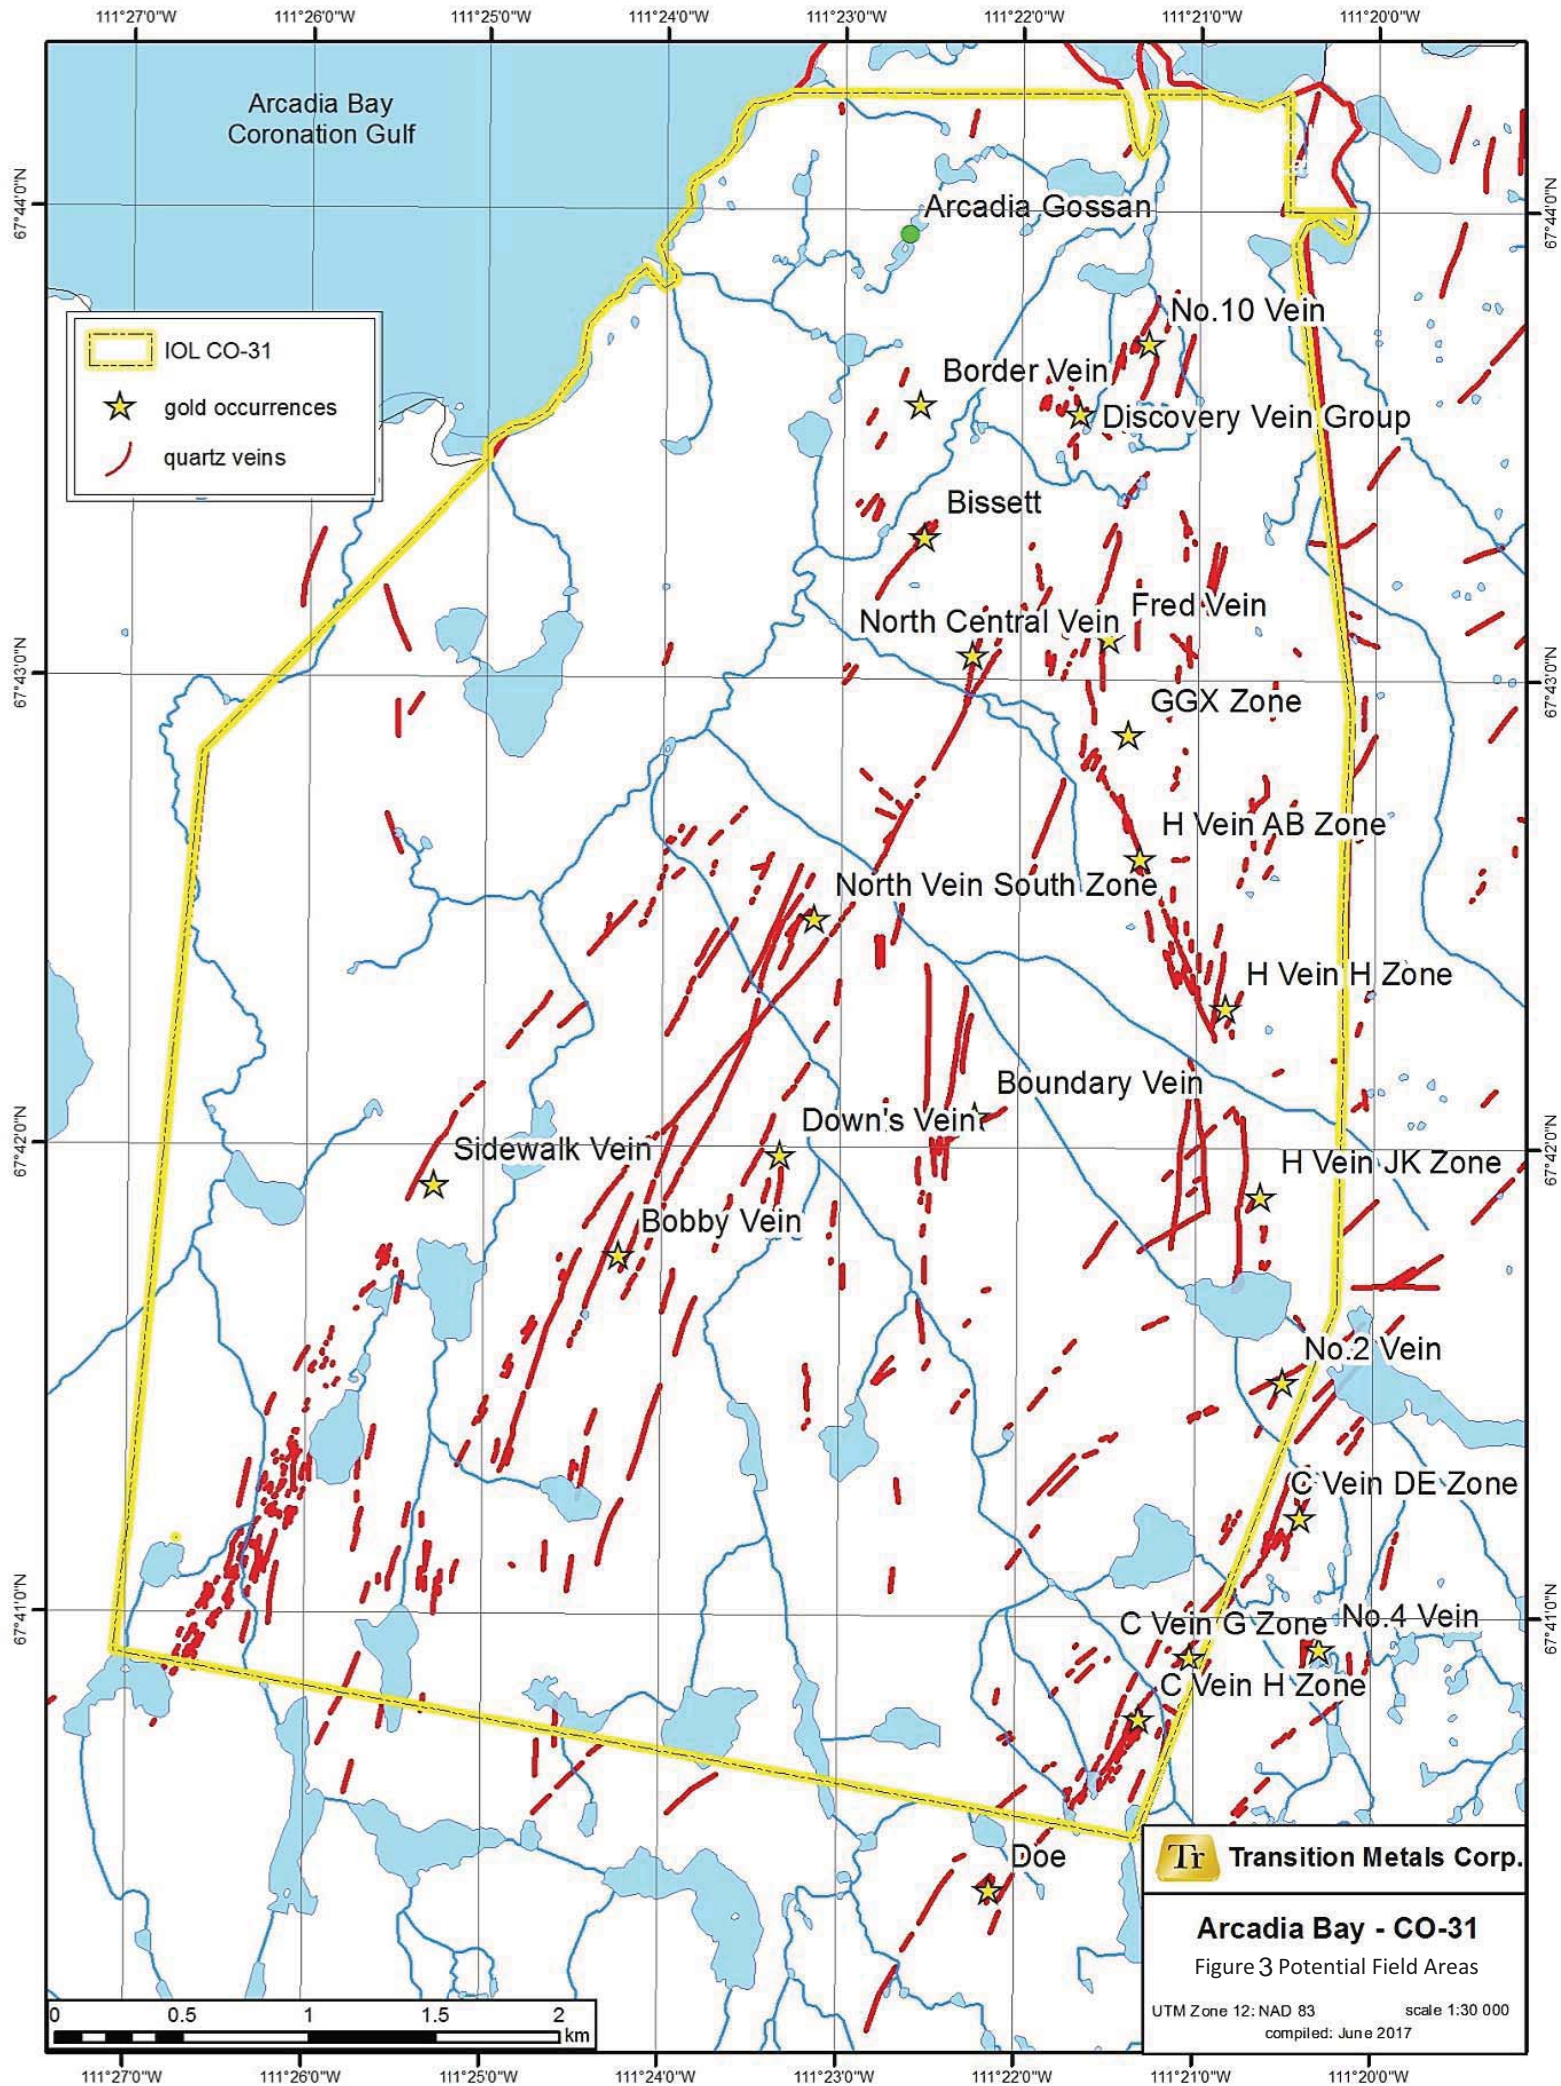 111°27'0"W 111°26'0"W 111°25'0"W 111°24'0"W 111°23'0"W 111°22'0"W 111°21'0"W 111°20'0"W
Arcadia Bay
Coronation Gulf
67°44'0"N
67°44'0"N
Arcadia Gossan
No.10 Vein
IOL CO-31
gold occurrences
quartz veins
Border Vein
Discovery Vein Group
Bissett
Fred Vein
North Central Vein
67°43'0"N
67°43'0"N
GGX Zone
H Vein AB Zone
North Vein South Zone
H Vein H Zone
Boundary Vein
Down's Vein
67°42'0"N
67°42'0"N
Sidewalk Vein
H Vein JK Zone
Bobby Vein
No.2 Vein
C Vein DE Zone
67°41'0"N
67°41'0"N
C Vein G Zone
No.4 Vein
C Vein H Zone
Doe
Tr Transition Metals Corp.
Arcadia Bay - CO-31
Figure 3 Potential Field Areas
UTM Zone 12: NAD 83 scale 1:30 000
compiled: June 2017
0 0.5 1 1.5 2
km
111°27'0"W 111°26'0"W 111°25'0"W 111°24'0"W 111°23'0"W 111°22'0"W 111°21'0"W 111°20'0"W